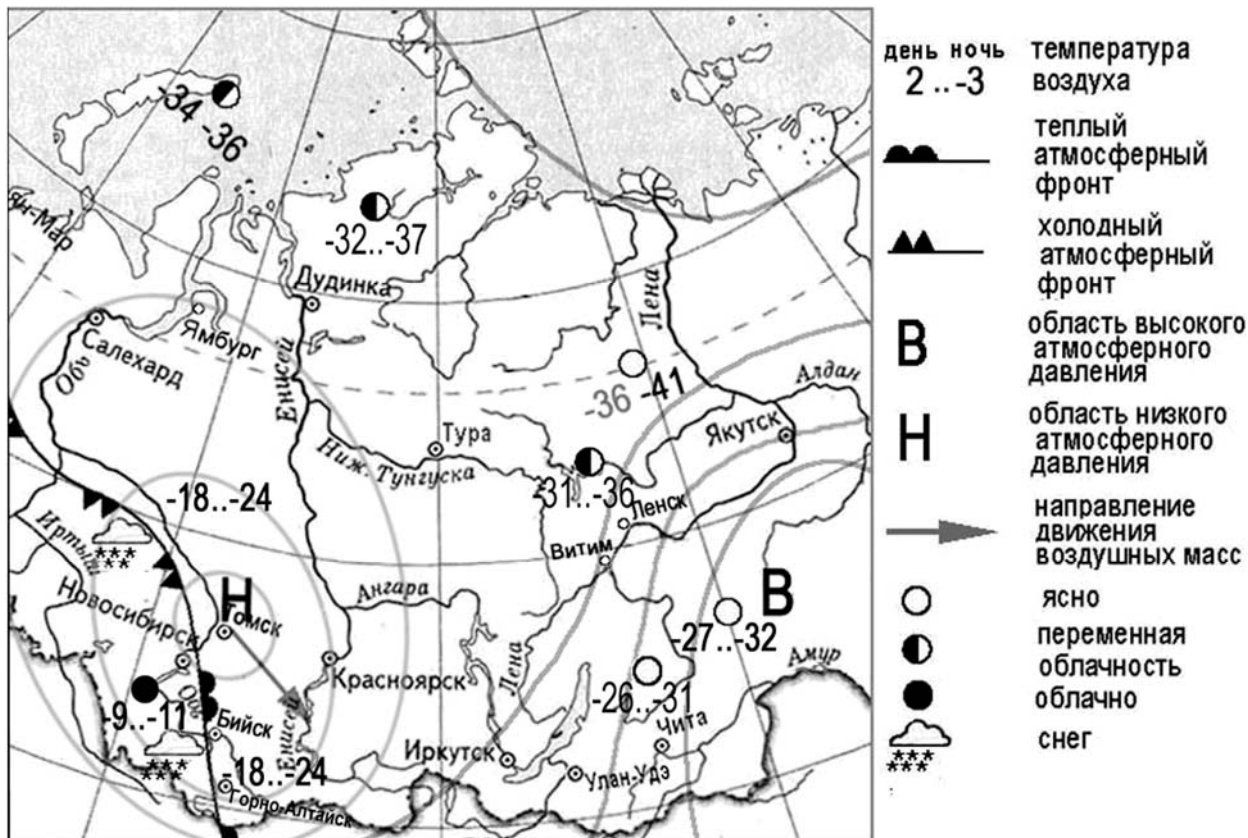 -34 -36
ян-Мар
-32..-37
Дудинка
Ямбург
Салехард
Обь
Енисей
Лена
-36 -41
Алдан
Якутск
Тура
Ниж. Тунгуска
-31..-36
Ленск
Витим
-18..-24
Иртыш
Н
Томск
Новосибирск
Ангара
В
-27..-32
Амур
Красноярск
Лена
-26..-31
Обь
-9..-11
Бийск
Енисей
Чита
Иркутск
Улан-Удэ
-18..-24
Горно-Алтайск
день ночь
2 ..-3
температура
воздуха
теплый
атмосферный
фронт
холодный
атмосферный
фронт
В
область высокого
атмосферного
давления
Н
область низкого
атмосферного
давления
направление
движения
воздушных масс
ясно
переменная
облачность
облачно
снег